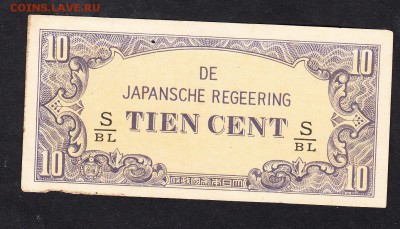 COINS.LAVE.RU
10 10
DE
JAPANSCHE REGEERING
S S
TIEN CENT
BL BL
10 10